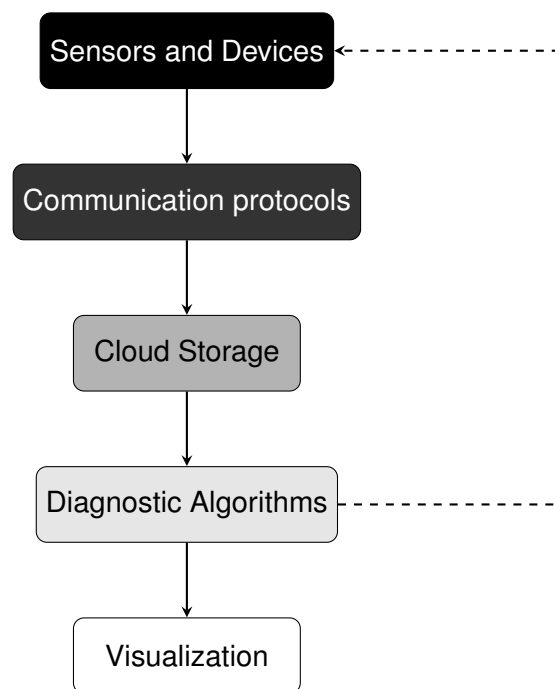 Sensors and Devices
Communication protocols
Cloud Storage
Diagnostic Algorithms
Visualization